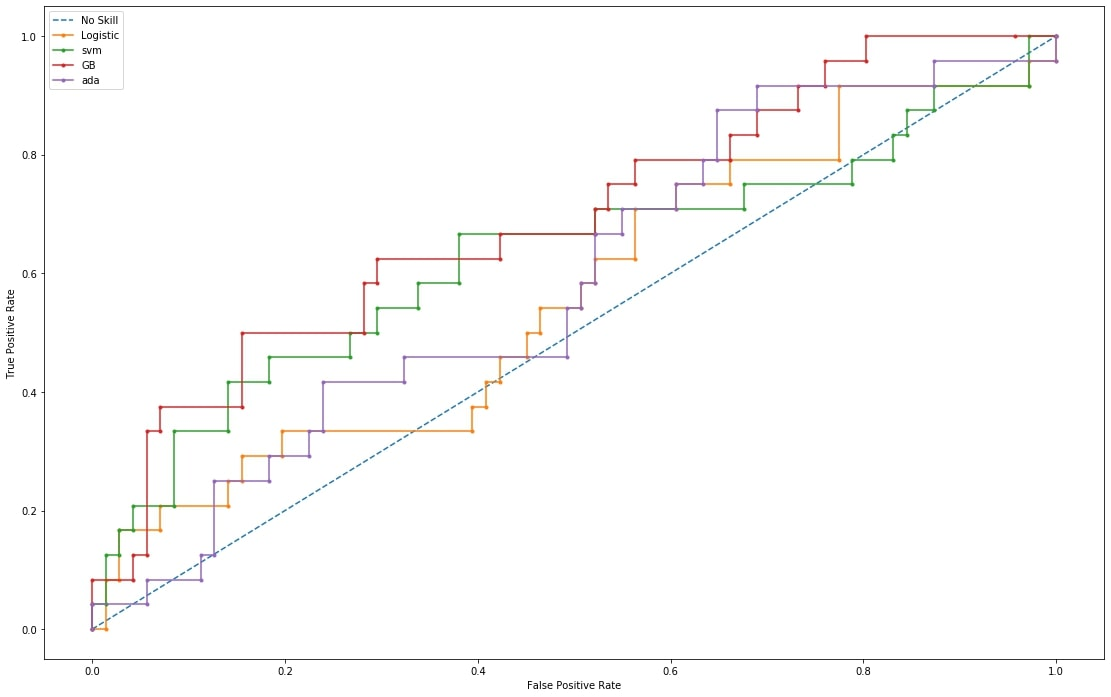 No Skill
Logistic
svm
GB
ada
1.0
0.8
0.6
0.4
0.2
0.0
True Positive Rate
0.0 0.2 0.4 0.6 0.8 1.0
False Positive Rate